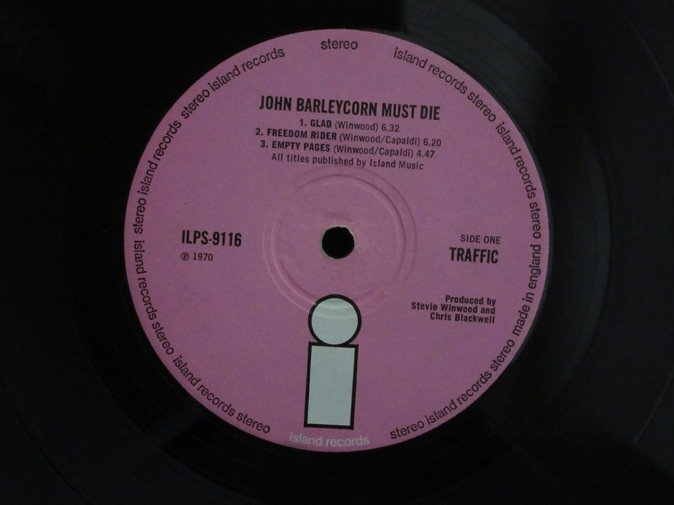 stereo
island records stereo island records stereo
island records stereo island records stereo
stereo island records stereo
made in england
JOHN BARLEYCORN MUST DIE
1. GLAD (Winwood) 6.32
2. FREEDOM RIDER (Winwood/Capaldi) 6.20
3. EMPTY PAGES (Winwood/Capaldi) 4.47
All titles published by Island Music
ILPS-9116
℗ 1970
SIDE ONE
TRAFFIC
Produced by
Stevie Winwood and
Chris Blackwell
i
island records
island records stereo
stereo island records stereo